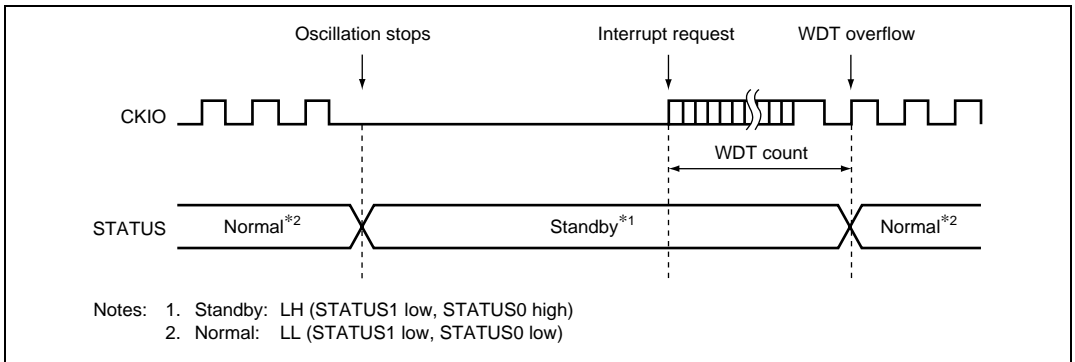 Oscillation stops
Interrupt request
WDT overflow
CKIO
WDT count
STATUS
Normal*2
Standby*1
Normal*2
Notes: 1. Standby: LH (STATUS1 low, STATUS0 high)
2. Normal: LL (STATUS1 low, STATUS0 low)